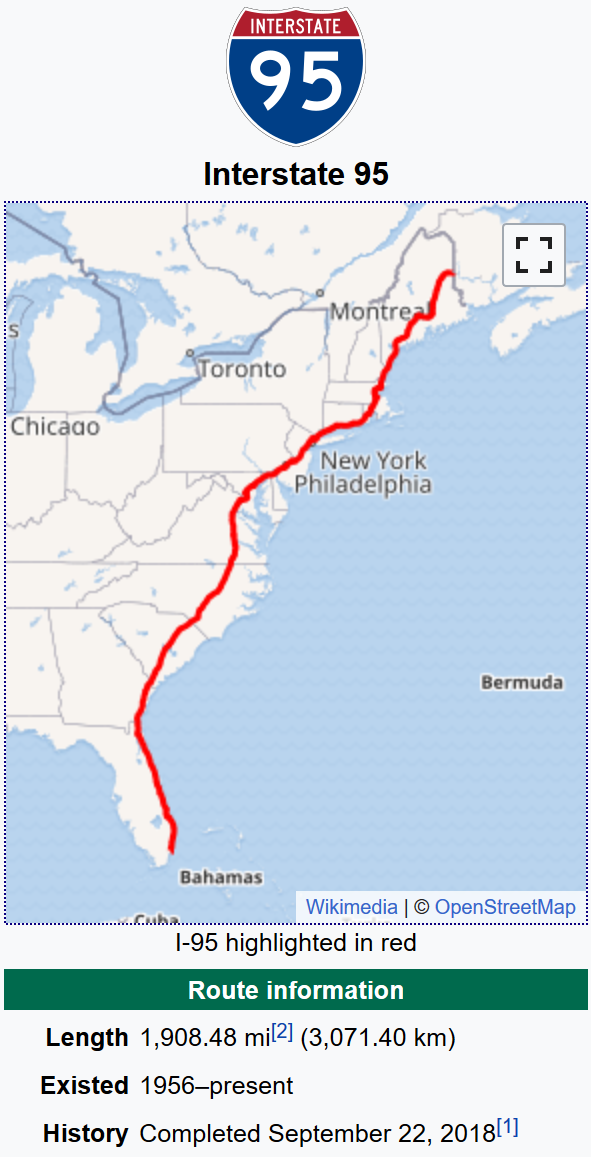 INTERSTATE
95
Interstate 95
Montreal
s
Toronto
Chicago
New York
Philadelphia
Bermuda
Bahamas
Cuba
Wikimedia | © OpenStreetMap
I-95 highlighted in red
Route information
Length 1,908.48 mi[2] (3,071.40 km)
Existed 1956–present
History Completed September 22, 2018[1]